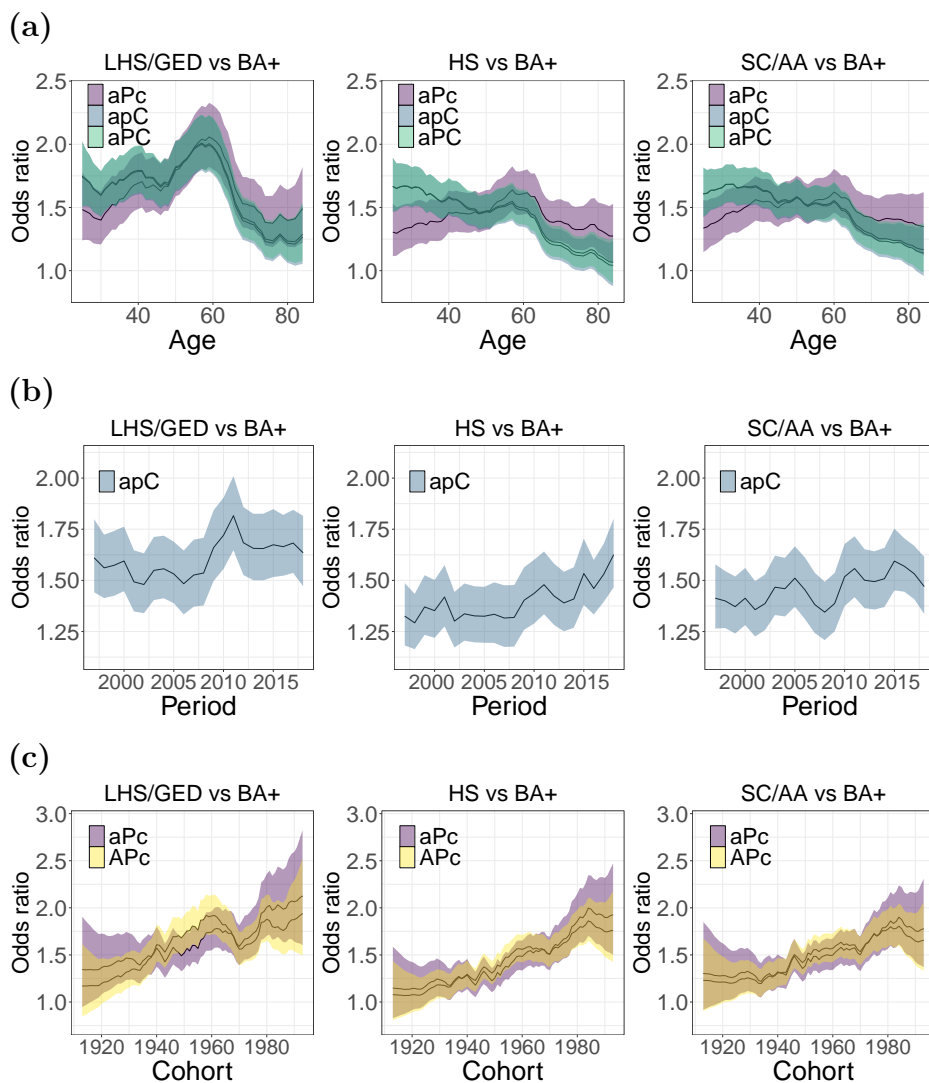 (a)
LHS/GED vs BA+
HS vs BA+
SC/AA vs BA+
Odds ratio
2.5
2.0
1.5
1.0
aPc
apC
aPC
40
60
80
Age
Odds ratio
2.5
2.0
1.5
1.0
aPc
apC
aPC
40
60
80
Age
Odds ratio
2.5
2.0
1.5
1.0
aPc
apC
aPC
40
60
80
Age
(b)
LHS/GED vs BA+
HS vs BA+
SC/AA vs BA+
Odds ratio
2.00
1.75
1.50
1.25
apC
2000
2005
2010
2015
Period
Odds ratio
2.00
1.75
1.50
1.25
apC
2000
2005
2010
2015
Period
Odds ratio
2.00
1.75
1.50
1.25
apC
2000
2005
2010
2015
Period
(c)
LHS/GED vs BA+
HS vs BA+
SC/AA vs BA+
Odds ratio
3.0
2.5
2.0
1.5
1.0
aPc
APc
1920
1940
1960
1980
Cohort
Odds ratio
3.0
2.5
2.0
1.5
1.0
aPc
APc
1920
1940
1960
1980
Cohort
Odds ratio
3.0
2.5
2.0
1.5
1.0
aPc
APc
1920
1940
1960
1980
Cohort